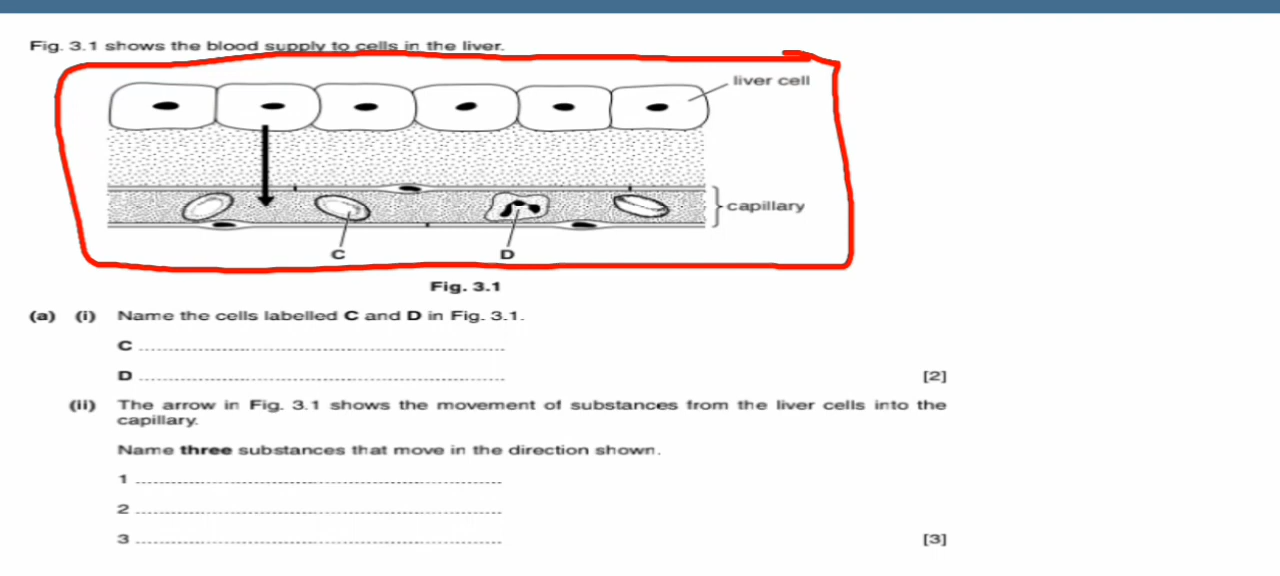 Fig. 3.1 shows the blood supply to cells in the liver.
liver cell
capillary
C D
Fig. 3.1
(a) (i) Name the cells labelled C and D in Fig. 3.1.
C
D [2]
(ii) The arrow in Fig. 3.1 shows the movement of substances from the liver cells into the
capillary.
Name three substances that move in the direction shown.
1
2
3 [3]